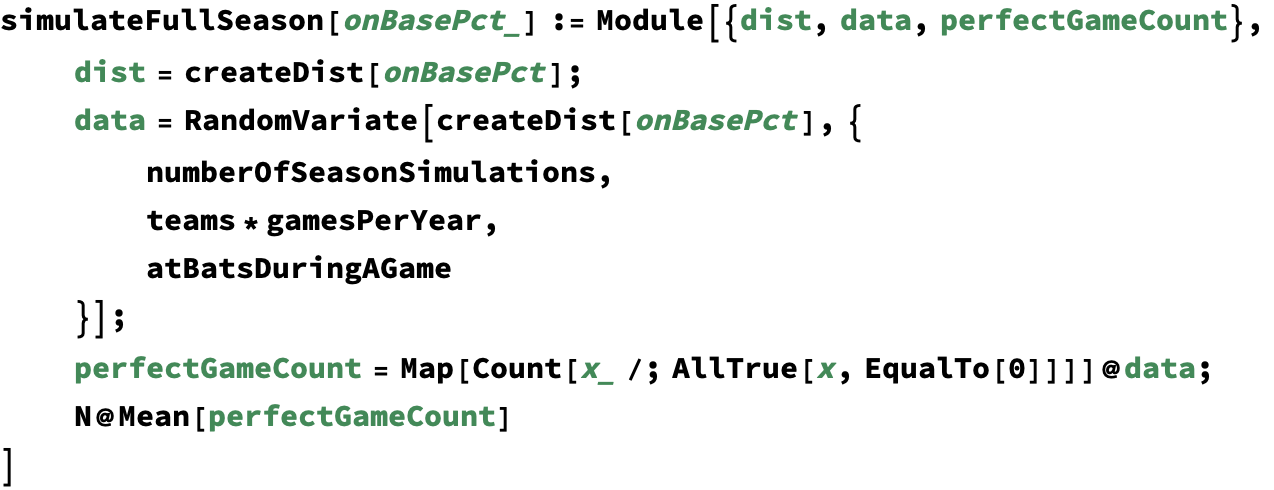 simulateFullSeason[onBasePct_] := Module[{dist, data, perfectGameCount},
dist = createDist[onBasePct];
data = RandomVariate[createDist[onBasePct], {
numberOfSeasonSimulations,
teams * gamesPerYear,
atBatsDuringAGame
}];
perfectGameCount = Map[Count[x_ /; AllTrue[x, EqualTo[0]]]]@data;
N@Mean[perfectGameCount]
]